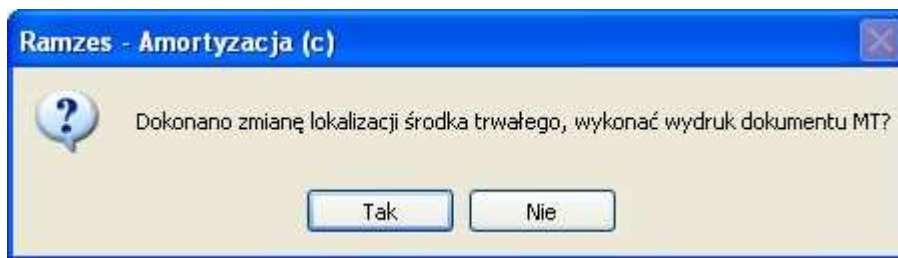 Ramzes - Amortyzacja (c)
Dokonano zmianę lokalizacji środka trwałego, wykonać wydruk dokumentu MT?
Tak Nie